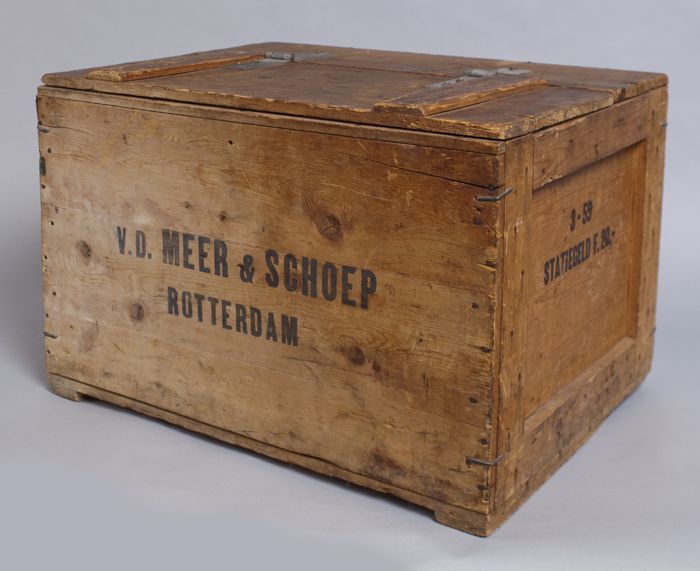 V.D. MEER & SCHOEP
ROTTERDAM
3-59
STATIEGELD F. 20.-